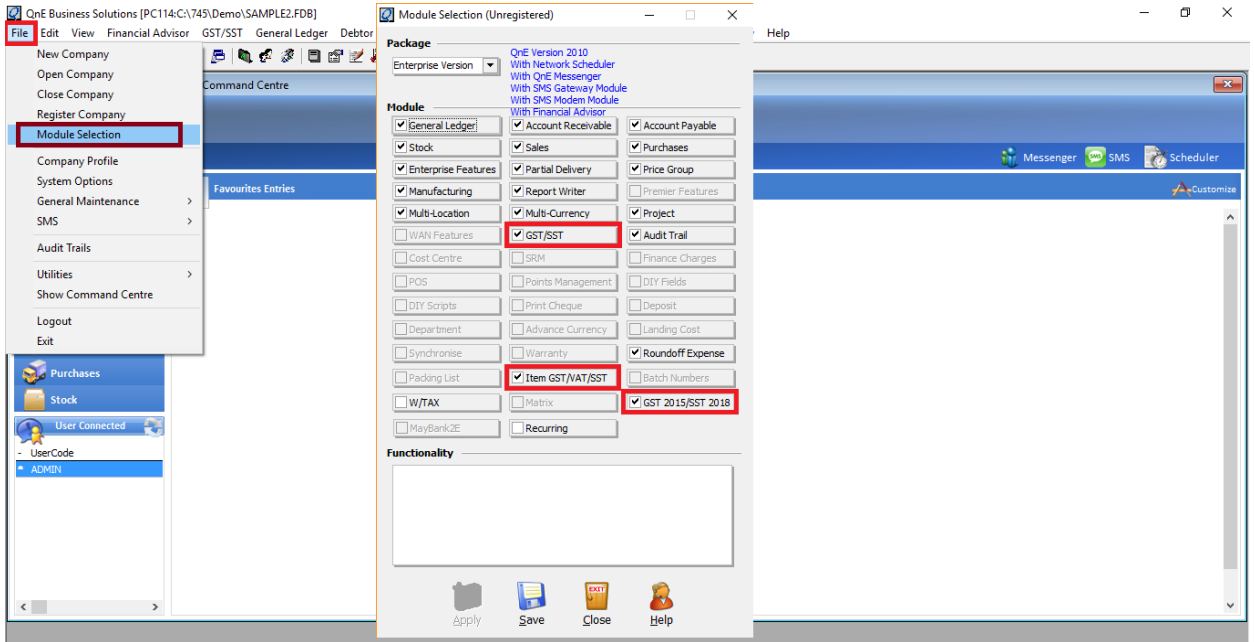 QnE Business Solutions [PC114:C:\745\Demo\SAMPLE2.FDB]
File Edit View Financial Advisor GST/SST General Ledger Debtor
Help
New Company
Open Company
Close Company
Register Company
Module Selection
Company Profile
System Options
General Maintenance
SMS
Audit Trails
Utilities
Show Command Centre
Logout
Exit
Command Centre
Messenger SMS Scheduler
Favourites Entries
Customize
Purchases
Stock
User Connected
- UserCode
ADMIN
Module Selection (Unregistered)
Package
Enterprise Version
QnE Version 2010
With Network Scheduler
With QnE Messenger
With SMS Gateway Module
With SMS Modem Module
With Financial Advisor
Module
General Ledger Account Receivable Account Payable
Stock Sales Purchases
Enterprise Features Partial Delivery Price Group
Manufacturing Report Writer Premier Features
Multi-Location Multi-Currency Project
WAN Features GST/SST Audit Trail
Cost Centre SRM Finance Charges
POS Points Management DIY Fields
DIY Scripts Print Cheque Deposit
Department Advance Currency Landing Cost
Synchronise Warranty Roundoff Expense
Packing List Item GST/VAT/SST Batch Numbers
W/TAX Matrix GST 2015/SST 2018
MayBank2E Recurring
Functionality
EXIT
Apply Save Close Help